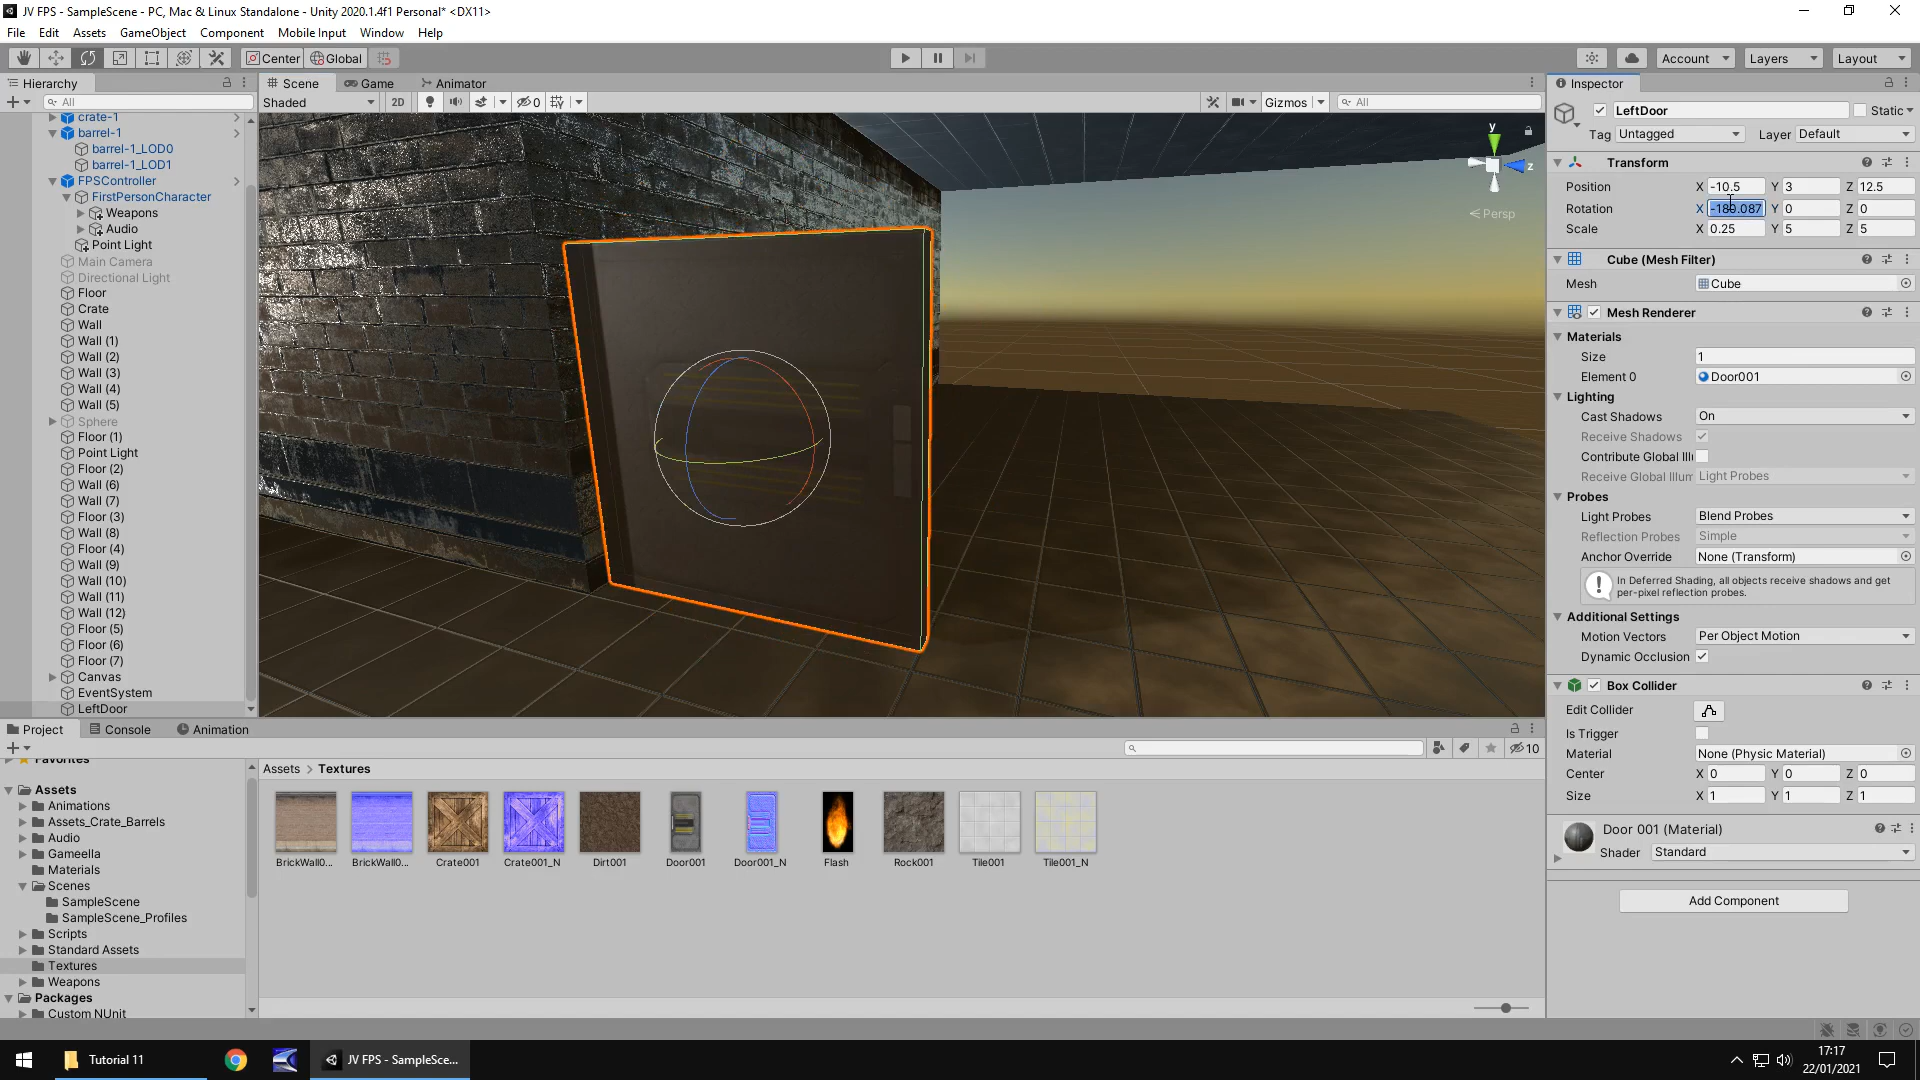 JV FPS - SampleScene - PC, Mac & Linux Standalone - Unity 2020.1.4f1 Personal* <DX11>
File Edit Assets GameObject Component Mobile Input Window Help
Center Global Account Layers Layout
Hierarchy
All
crate-1
barrel-1
barrel-1_LOD0
barrel-1_LOD1
FPSController
FirstPersonCharacter
Weapons
Audio
Point Light
Main Camera
Directional Light
Floor
Crate
Wall
Wall (1)
Wall (2)
Wall (3)
Wall (4)
Wall (5)
Sphere
Floor (1)
Point Light
Floor (2)
Wall (6)
Wall (7)
Floor (3)
Wall (8)
Floor (4)
Wall (9)
Wall (10)
Wall (11)
Wall (12)
Floor (5)
Floor (6)
Floor (7)
Canvas
EventSystem
LeftDoor
Scene Game Animator
Shaded 2D 0 Gizmos All
y
z
Persp
Inspector
LeftDoor Static
Tag Untagged Layer Default
Transform
Position X -10.5 Y 3 Z 12.5
Rotation X -180.087 Y 0 Z 0
Scale X 0.25 Y 5 Z 5
Cube (Mesh Filter)
Mesh Cube
Mesh Renderer
Materials
Size 1
Element 0 Door001
Lighting
Cast Shadows On
Receive Shadows
Contribute Global Illu
Receive Global Illum Light Probes
Probes
Light Probes Blend Probes
Reflection Probes Simple
Anchor Override None (Transform)
In Deferred Shading, all objects receive shadows and get
per-pixel reflection probes.
Additional Settings
Motion Vectors Per Object Motion
Dynamic Occlusion
Box Collider
Edit Collider
Is Trigger
Material None (Physic Material)
Center X 0 Y 0 Z 0
Size X 1 Y 1 Z 1
Door 001 (Material)
Shader Standard
Add Component
Project Console Animation
10
Favorites
Assets
Animations
Assets_Crate_Barrels
Audio
Gameella
Materials
Scenes
SampleScene
SampleScene_Profiles
Scripts
Standard Assets
Textures
Weapons
Packages
Custom NUnit
Assets > Textures
BrickWall0... BrickWall0... Crate001 Crate001_N Dirt001 Door001 Door001_N Flash Rock001 Tile001 Tile001_N
Tutorial 11
JV FPS - SampleSce...
17:17
22/01/2021